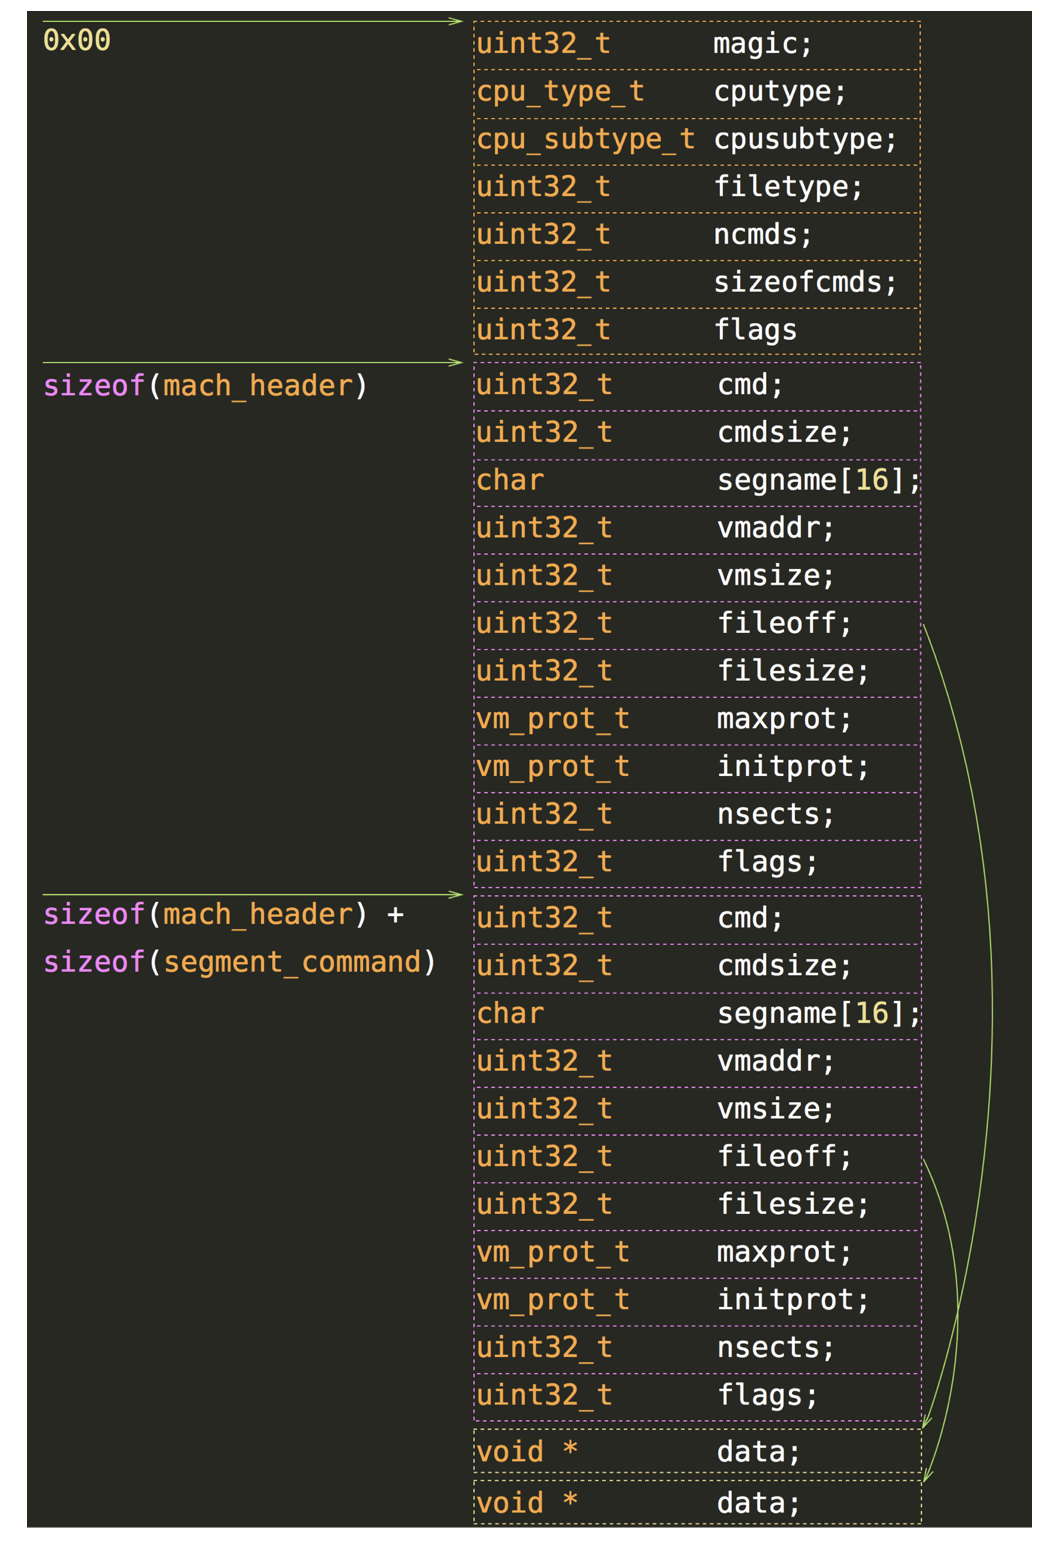 0x00
uint32_t magic;
cpu_type_t cputype;
cpu_subtype_t cpusubtype;
uint32_t filetype;
uint32_t ncmds;
uint32_t sizeofcmds;
uint32_t flags
sizeof(mach_header)
uint32_t cmd;
uint32_t cmdsize;
char segname[16];
uint32_t vmaddr;
uint32_t vmsize;
uint32_t fileoff;
uint32_t filesize;
vm_prot_t maxprot;
vm_prot_t initprot;
uint32_t nsects;
uint32_t flags;
sizeof(mach_header) +
sizeof(segment_command)
uint32_t cmd;
uint32_t cmdsize;
char segname[16];
uint32_t vmaddr;
uint32_t vmsize;
uint32_t fileoff;
uint32_t filesize;
vm_prot_t maxprot;
vm_prot_t initprot;
uint32_t nsects;
uint32_t flags;
void * data;
void * data;